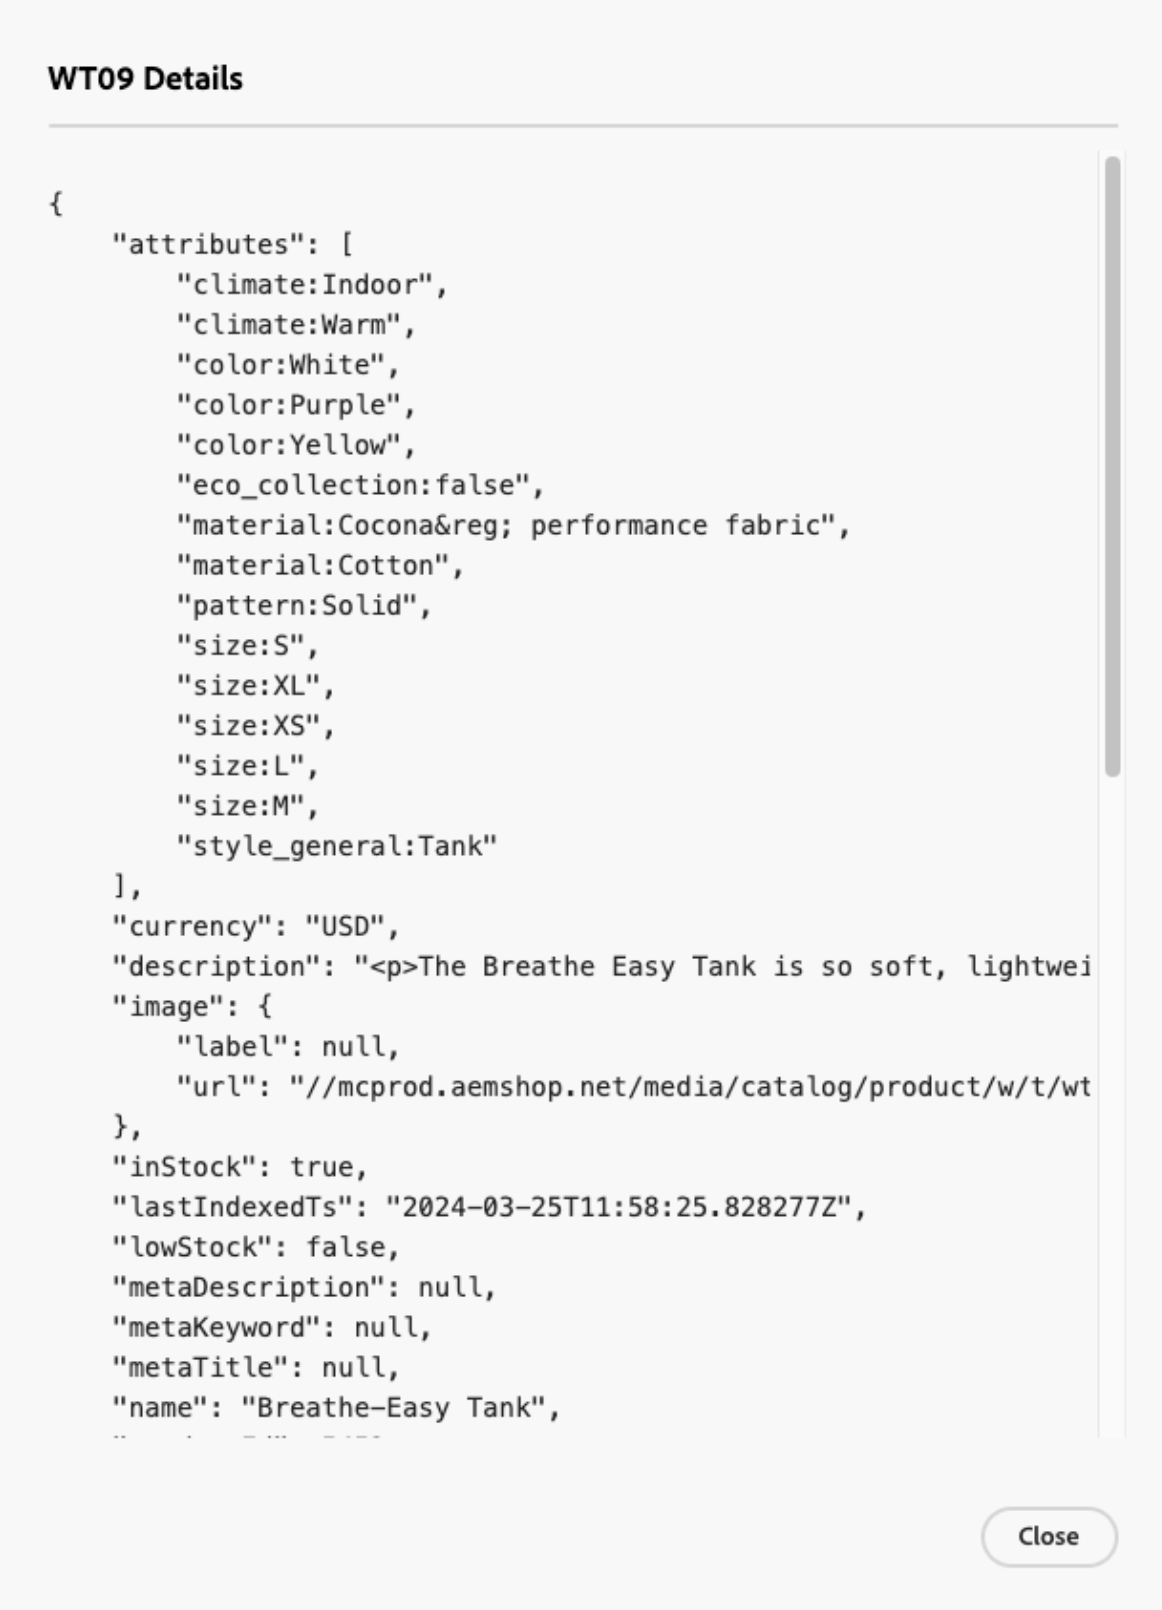 WT09 Details
{
    "attributes": [
        "climate:Indoor",
        "climate:Warm",
        "color:White",
        "color:Purple",
        "color:Yellow",
        "eco_collection:false",
        "material:Cocona&reg; performance fabric",
        "material:Cotton",
        "pattern:Solid",
        "size:S",
        "size:XL",
        "size:XS",
        "size:L",
        "size:M",
        "style_general:Tank"
    ],
    "currency": "USD",
    "description": "<p>The Breathe Easy Tank is so soft, lightwei
    "image": {
        "label": null,
        "url": "//mcprod.aemshop.net/media/catalog/product/w/t/wt
    },
    "inStock": true,
    "lastIndexedTs": "2024-03-25T11:58:25.828277Z",
    "lowStock": false,
    "metaDescription": null,
    "metaKeyword": null,
    "metaTitle": null,
    "name": "Breathe-Easy Tank",
Close